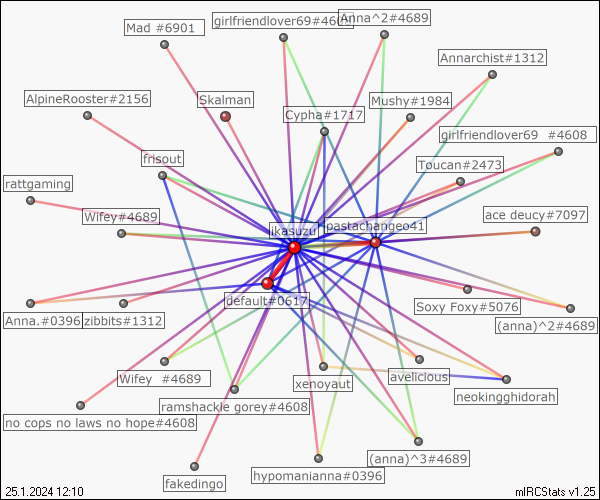 Mad #6901
girlfriendlover69#4608
Anna^2#4689
Annarchist#1312
AlpineRooster#2156
Skalman
Cypha#1717
Mushy#1984
girlfriendlover69 #4608
frisout
Toucan#2473
rattgaming
Wifey#4689
ikasuzu
pastachangeo41
ace deucy#7097
default#0617
Soxy Foxy#5076
Anna.#0396
zibbits#1312
(anna)^2#4689
Wifey #4689
xenoyaut
avelicious
neokingghidorah
no cops no laws no hope#4608
ramshackle gorey#4608
(anna)^3#4689
fakedingo
hypomanianna#0396
25.1.2024 12:10
mIRCStats v1.25